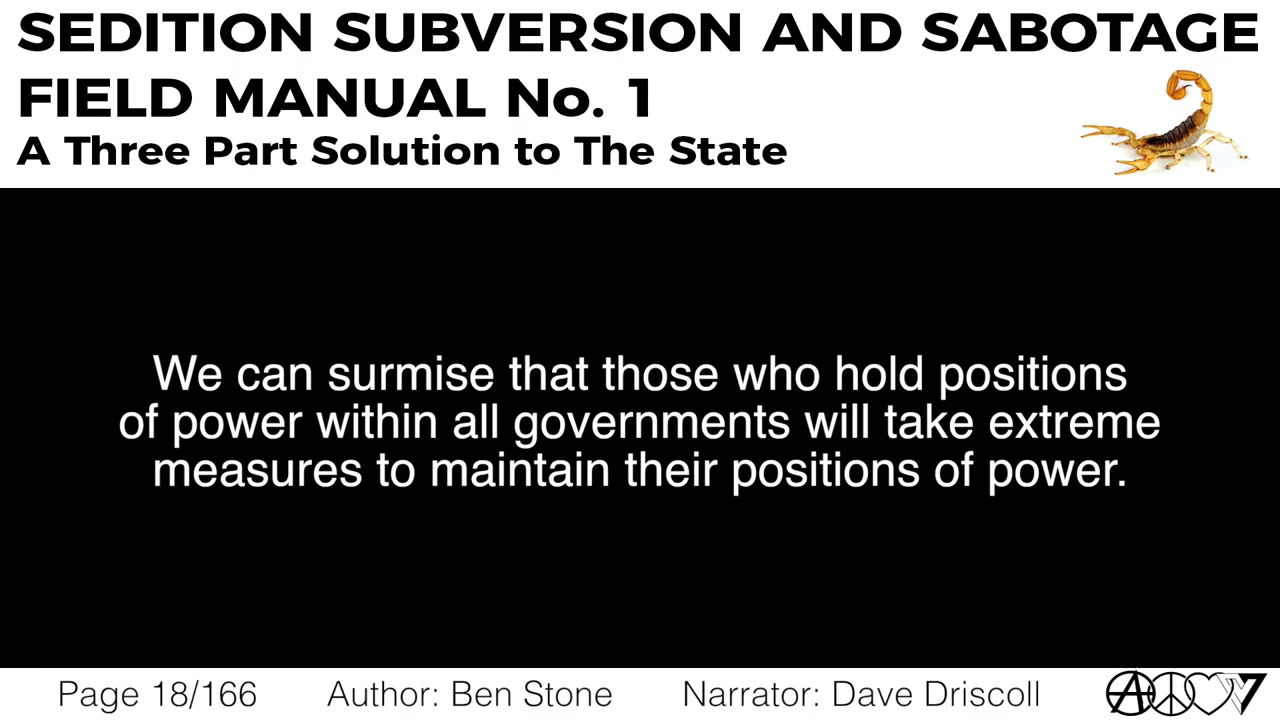 SEDITION SUBVERSION AND SABOTAGE
FIELD MANUAL No. 1
A Three Part Solution to The State
We can surmise that those who hold positions
of power within all governments will take extreme
measures to maintain their positions of power.
Page 18/166 Author: Ben Stone Narrator: Dave Driscoll